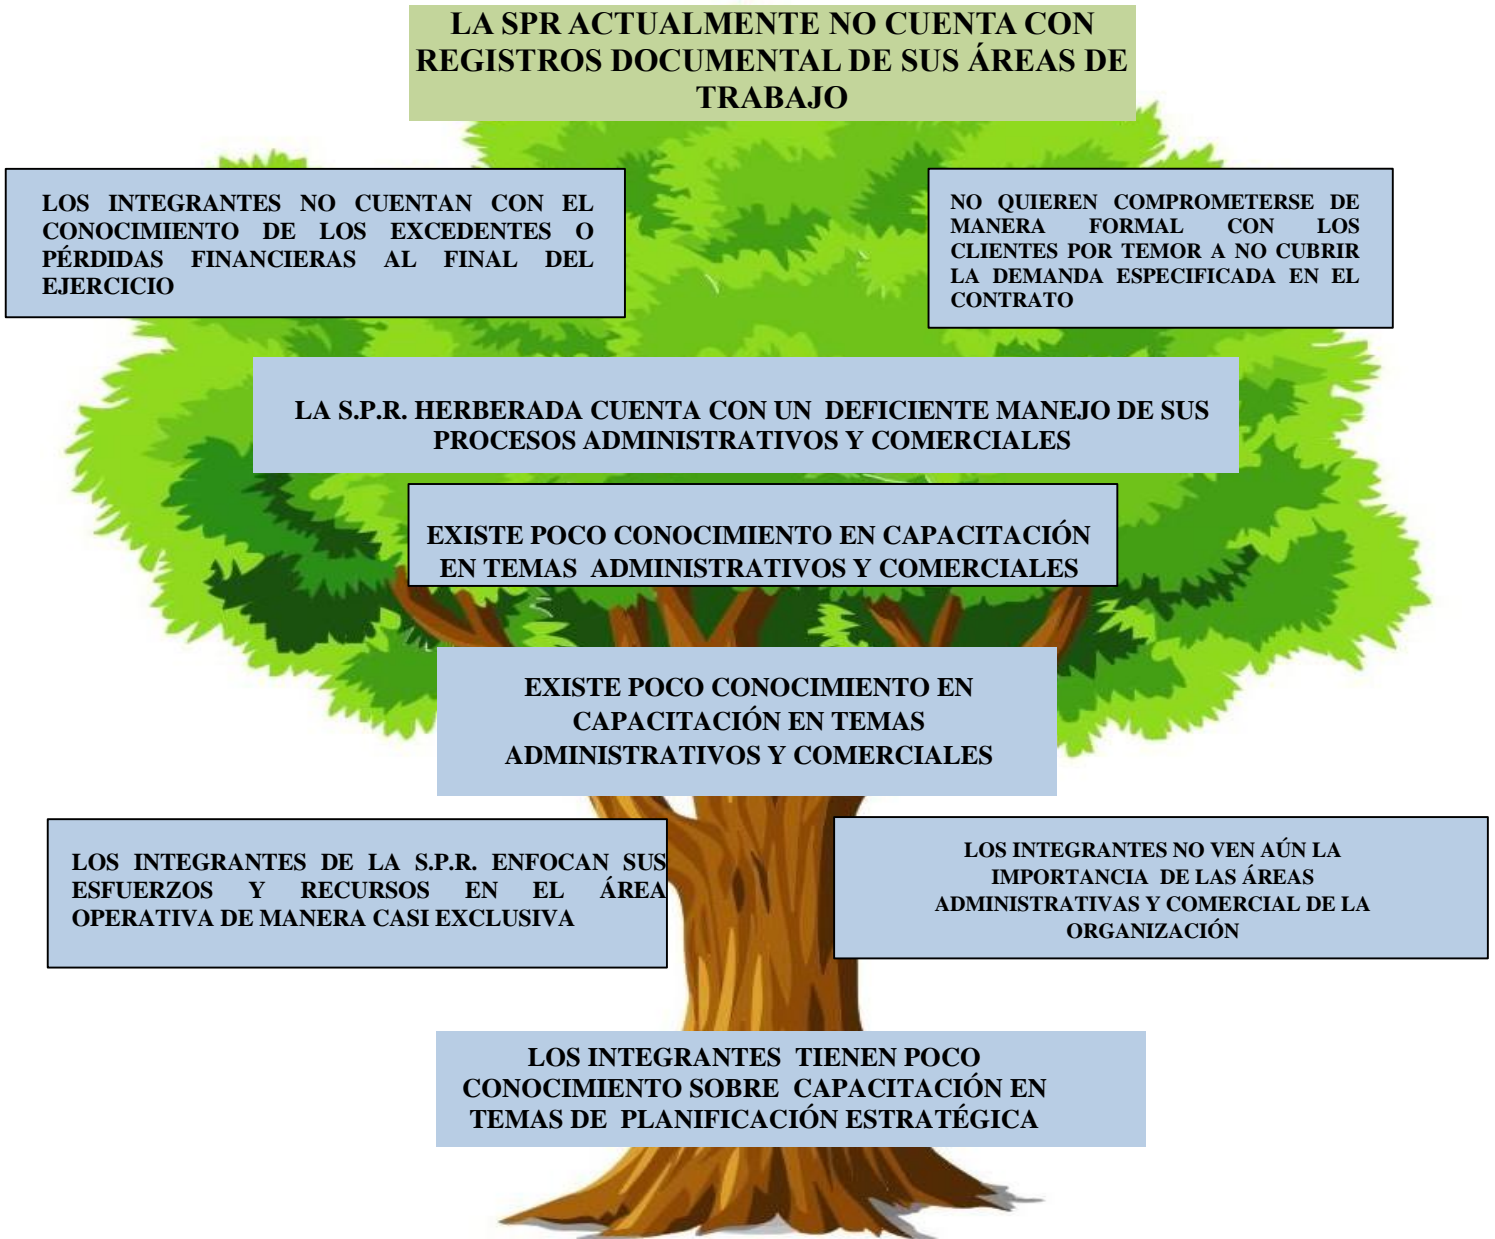 LA SPR ACTUALMENTE NO CUENTA CON
REGISTROS DOCUMENTAL DE SUS ÁREAS DE
TRABAJO
LOS INTEGRANTES NO CUENTAN CON EL
CONOCIMIENTO DE LOS EXCEDENTES O
PÉRDIDAS FINANCIERAS AL FINAL DEL
EJERCICIO
NO QUIEREN COMPROMETERSE DE
MANERA FORMAL CON LOS
CLIENTES POR TEMOR A NO CUBRIR
LA DEMANDA ESPECIFICADA EN EL
CONTRATO
LA S.P.R. HERBERADA CUENTA CON UN DEFICIENTE MANEJO DE SUS
PROCESOS ADMINISTRATIVOS Y COMERCIALES
EXISTE POCO CONOCIMIENTO EN CAPACITACIÓN
EN TEMAS ADMINISTRATIVOS Y COMERCIALES
EXISTE POCO CONOCIMIENTO EN
CAPACITACIÓN EN TEMAS
ADMINISTRATIVOS Y COMERCIALES
LOS INTEGRANTES DE LA S.P.R. ENFOCAN SUS
ESFUERZOS Y RECURSOS EN EL ÁREA
OPERATIVA DE MANERA CASI EXCLUSIVA
LOS INTEGRANTES NO VEN AÚN LA
IMPORTANCIA DE LAS ÁREAS
ADMINISTRATIVAS Y COMERCIAL DE LA
ORGANIZACIÓN
LOS INTEGRANTES TIENEN POCO
CONOCIMIENTO SOBRE CAPACITACIÓN EN
TEMAS DE PLANIFICACIÓN ESTRATÉGICA